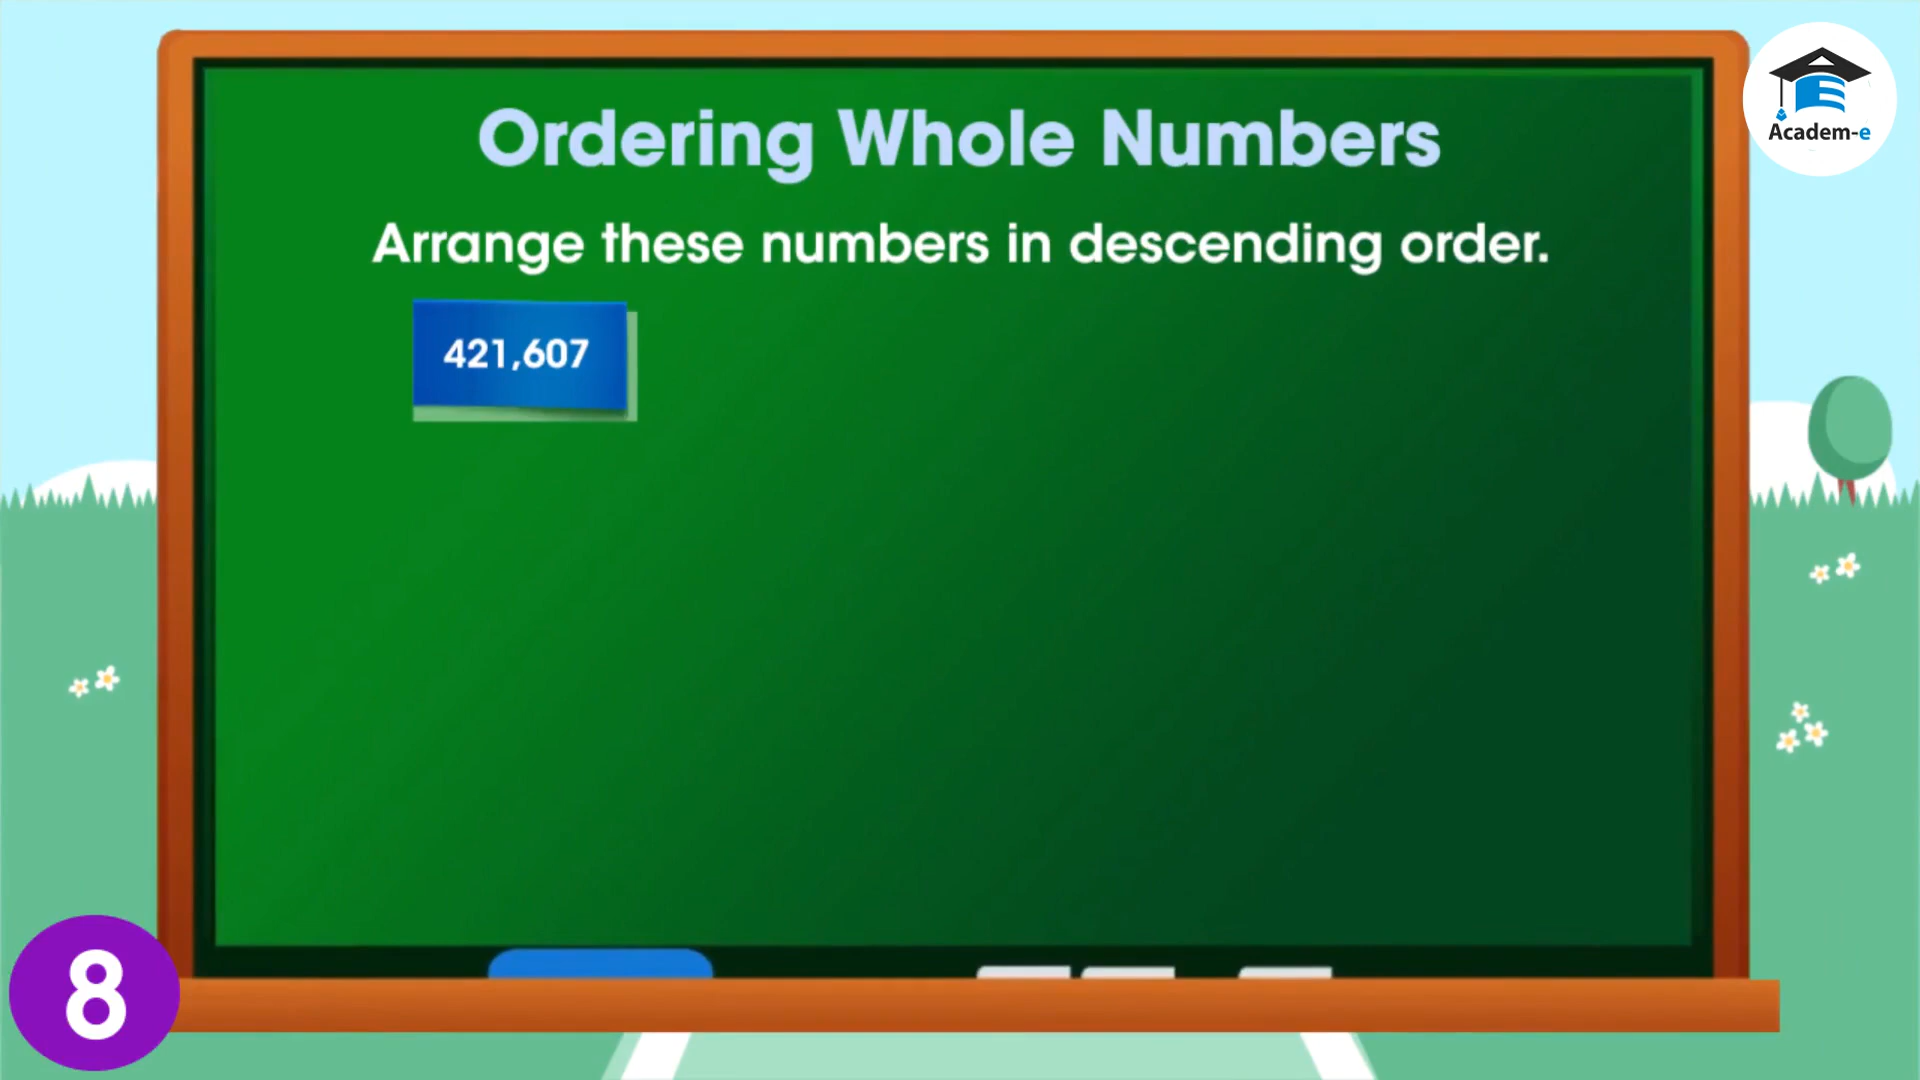 Academ-e
Ordering Whole Numbers
Arrange these numbers in descending order.
421,607
8